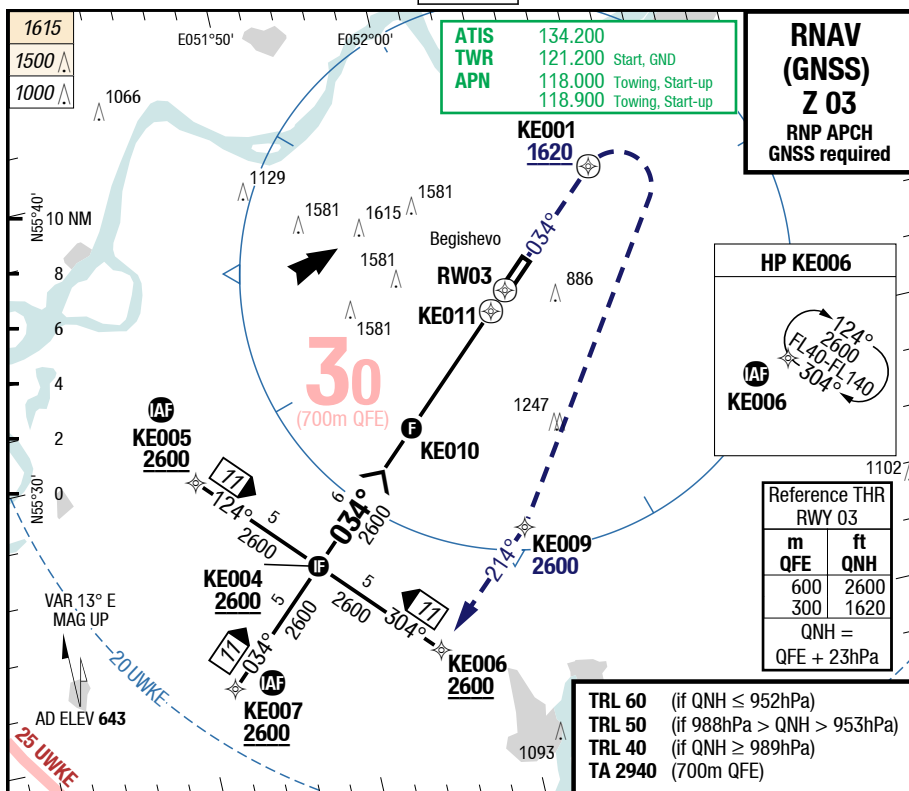 1615
1500
1000
E051°50'
E052°00'
ATIS 134.200
TWR 121.200 Start, GND
APN 118.000 Towing, Start-up
118.900 Towing, Start-up
RNAV
(GNSS)
Z 03
RNP APCH
GNSS required
1066
KE001
1620
1129
1581
1615
1581
N55°40'
10 NM
034°
Begishevo
1581
RW03
886
8
KE011
1581
6
HP KE006
124°
2600
FL40-FL140
304°
IAF
KE006
30
(700m QFE)
4
IAF
KE005
2600
1247
F
KE010
2
1102
N55°30'
0
11
124°
5
2600
6
034°
2600
KE009
2600
214°
Reference THR
RWY 03
m ft
QFE QNH
600 2600
300 1620
QNH =
QFE + 23hPa
IF
KE004
2600
5
2600
304°
11
VAR 13° E
MAG UP
5
2600
034°
11
KE006
2600
20 UWKE
IAF
KE007
2600
AD ELEV 643
25 UWKE
1093
TRL 60 (if QNH ≤ 952hPa)
TRL 50 (if 988hPa > QNH > 953hPa)
TRL 40 (if QNH ≥ 989hPa)
TA 2940 (700m QFE)